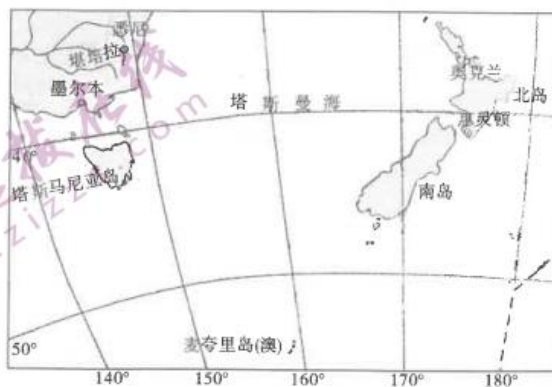 悉尼
堪培拉
墨尔本
塔斯曼海
奥克兰
北岛
惠灵顿
40°
塔斯马尼亚岛
南岛
麦夸里岛(澳)
50°
140°
150°
160°
170°
180°